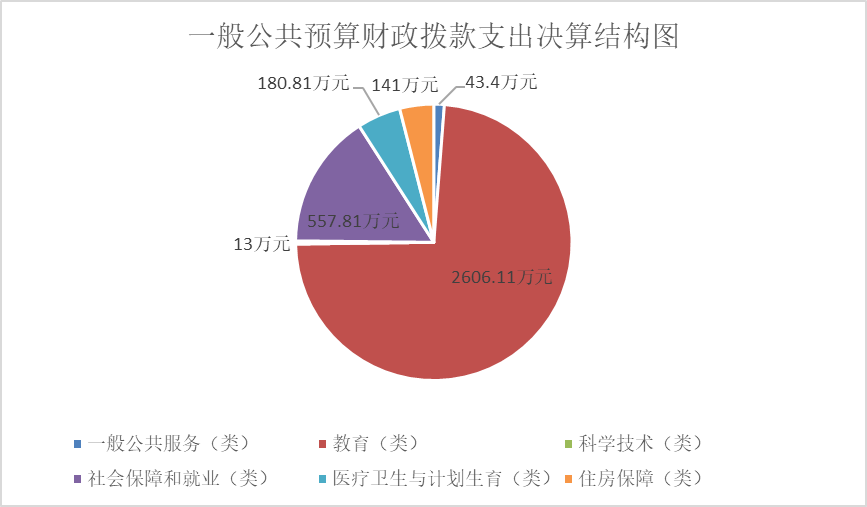 一般公共预算财政拨款支出决算结构图
180.81万元
141万元
43.4万元
557.81万元
13万元
2606.11万元
一般公共服务（类）
教育（类）
科学技术（类）
社会保障和就业（类）
医疗卫生与计划生育（类）
住房保障（类）